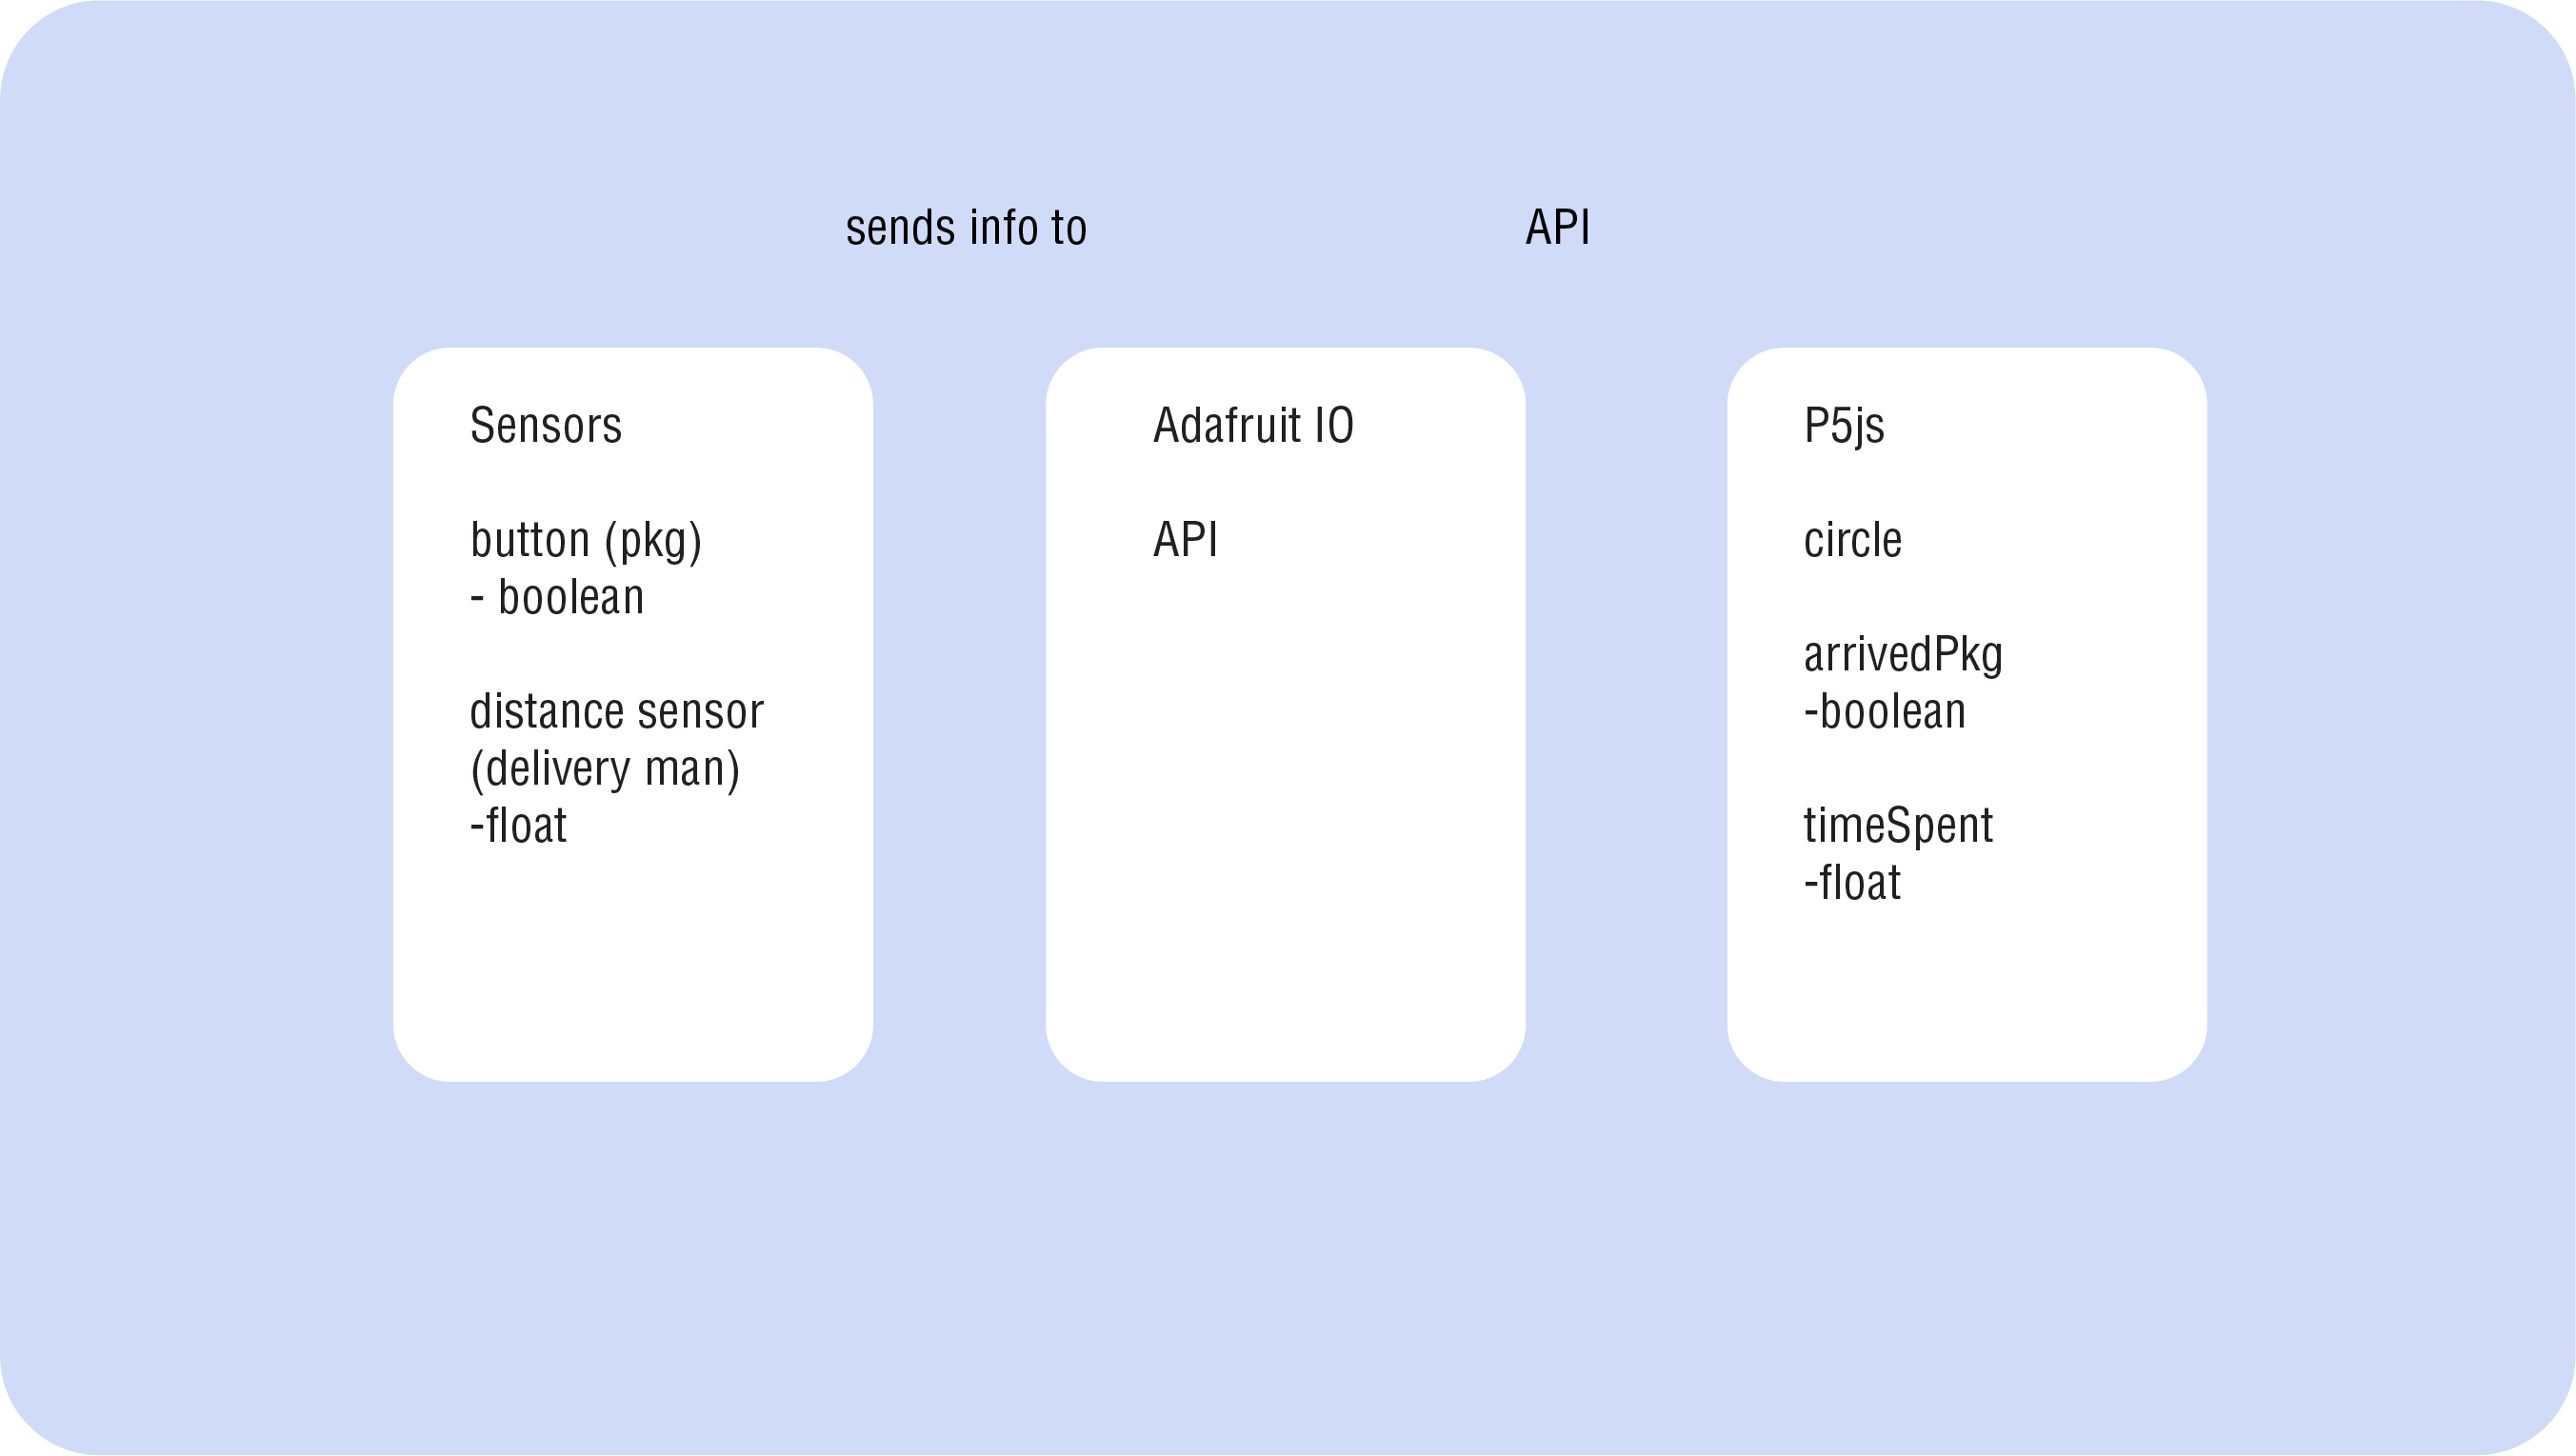 sends info to
API
Sensors
button (pkg)
- boolean
distance sensor
(delivery man)
-float
Adafruit IO
API
P5js
circle
arrivedPkg
-boolean
timeSpent
-float